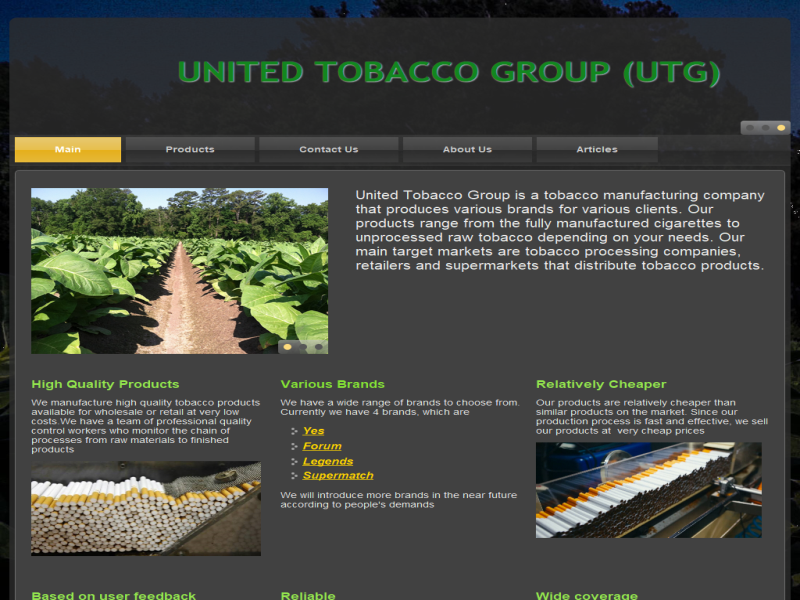 UNITED TOBACCO GROUP (UTG)
Main
Products
Contact Us
About Us
Articles
United Tobacco Group is a tobacco manufacturing company
that produces various brands for various clients. Our
products range from the fully manufactured cigarettes to
unprocessed raw tobacco depending on your needs. Our
main target markets are tobacco processing companies,
retailers and supermarkets that distribute tobacco products.
High Quality Products
We manufacture high quality tobacco products
available for wholesale or retail at very low
costs.We have a team of professional quality
control workers who monitor the chain of
processes from raw materials to finished
products
Various Brands
We have a wide range of brands to choose from.
Currently we have 4 brands, which are
Yes
Forum
Legends
Supermatch
We will introduce more brands in the near future
according to people's demands
Relatively Cheaper
Our products are relatively cheaper than
similar products on the market. Since our
production process is fast and effective, we sell
our products at  very cheap prices
Based on user feedback
Reliable
Wide coverage